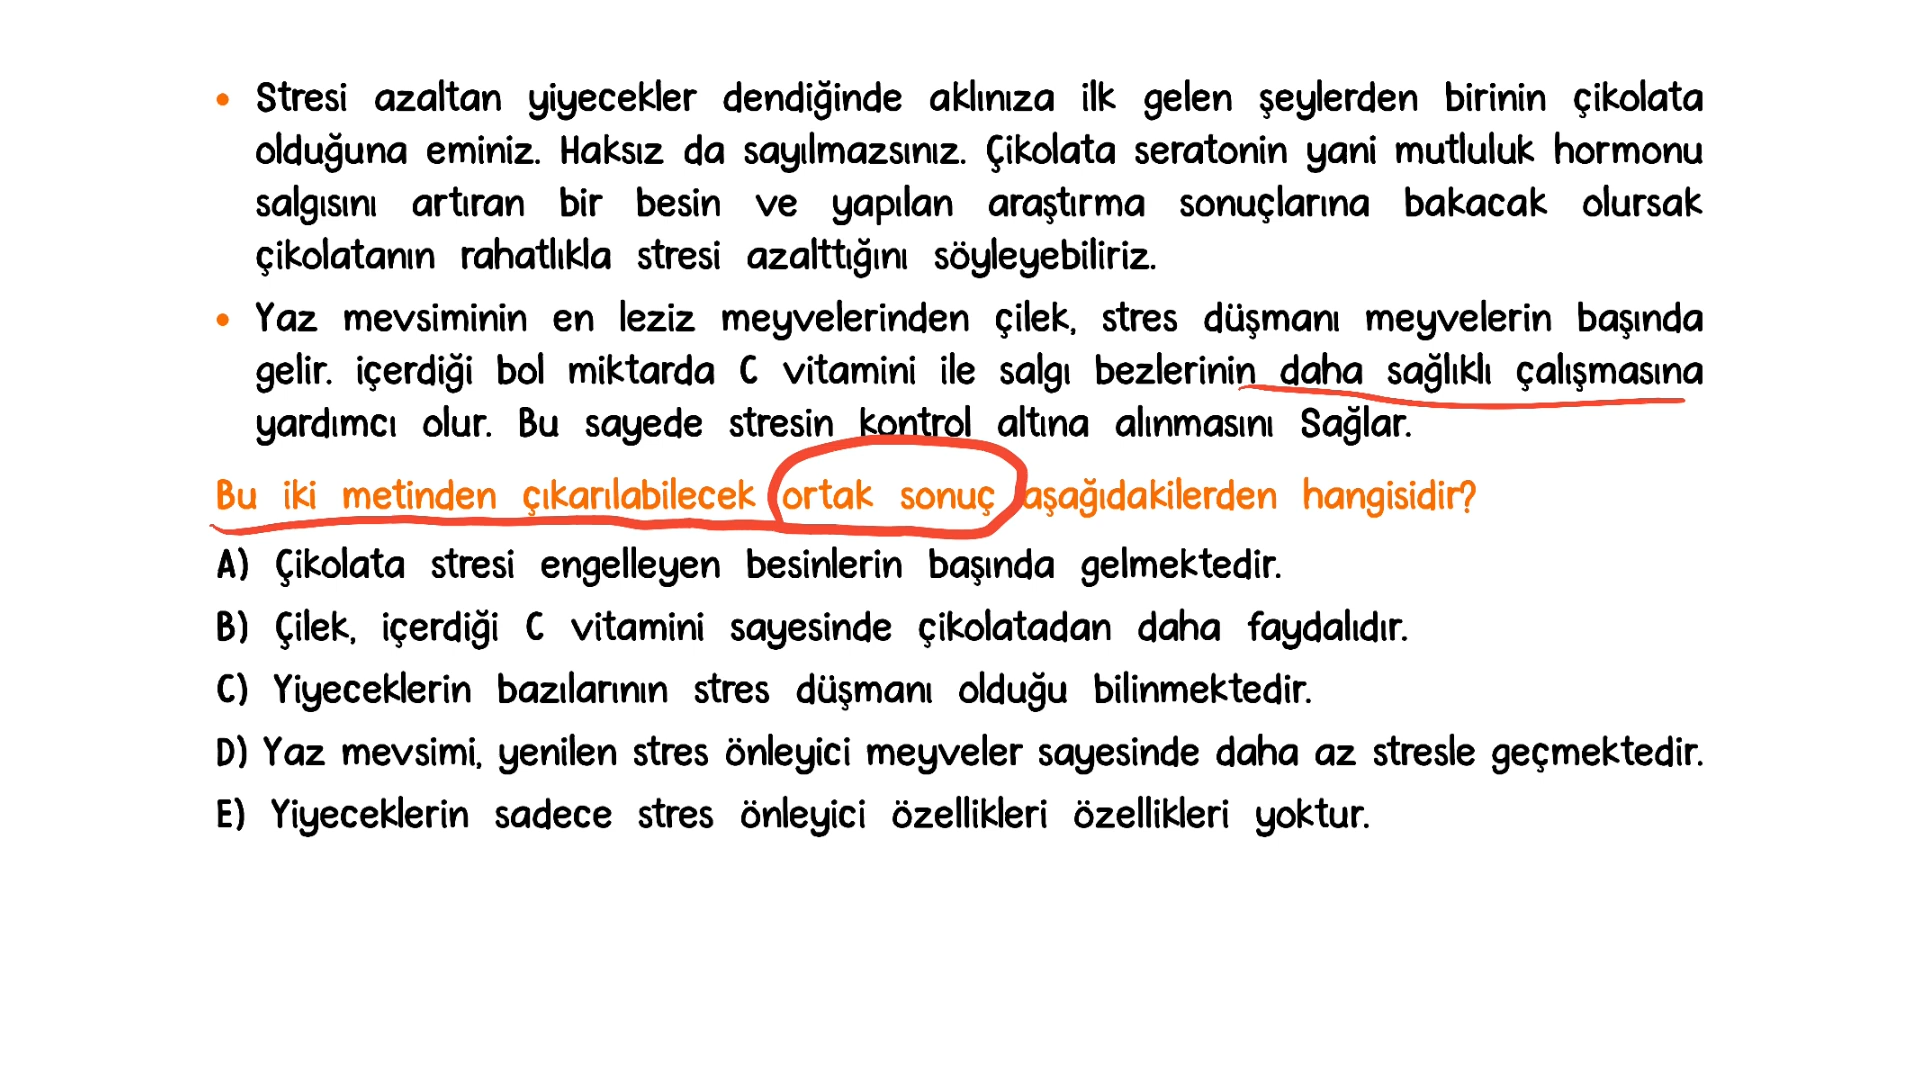 • Stresi azaltan yiyecekler dendiğinde aklınıza ilk gelen şeylerden birinin çikolata
olduğuna eminiz. Haksız da sayılmazsınız. Çikolata seratonin yani mutluluk hormonu
salgısını artıran bir besin ve yapılan araştırma sonuçlarına bakacak olursak
çikolatanın rahatlıkla stresi azalttığını söyleyebiliriz.
• Yaz mevsiminin en leziz meyvelerinden çilek, stres düşmanı meyvelerin başında
gelir. içerdiği bol miktarda C vitamini ile salgı bezlerinin daha sağlıklı çalışmasına
yardımcı olur. Bu sayede stresin kontrol altına alınmasını Sağlar.
Bu iki metinden çıkarılabilecek ortak sonuç aşağıdakilerden hangisidir?
A) Çikolata stresi engelleyen besinlerin başında gelmektedir.
B) Çilek, içerdiği C vitamini sayesinde çikolatadan daha faydalıdır.
C) Yiyeceklerin bazılarının stres düşmanı olduğu bilinmektedir.
D) Yaz mevsimi, yenilen stres önleyici meyveler sayesinde daha az stresle geçmektedir.
E) Yiyeceklerin sadece stres önleyici özellikleri özellikleri yoktur.